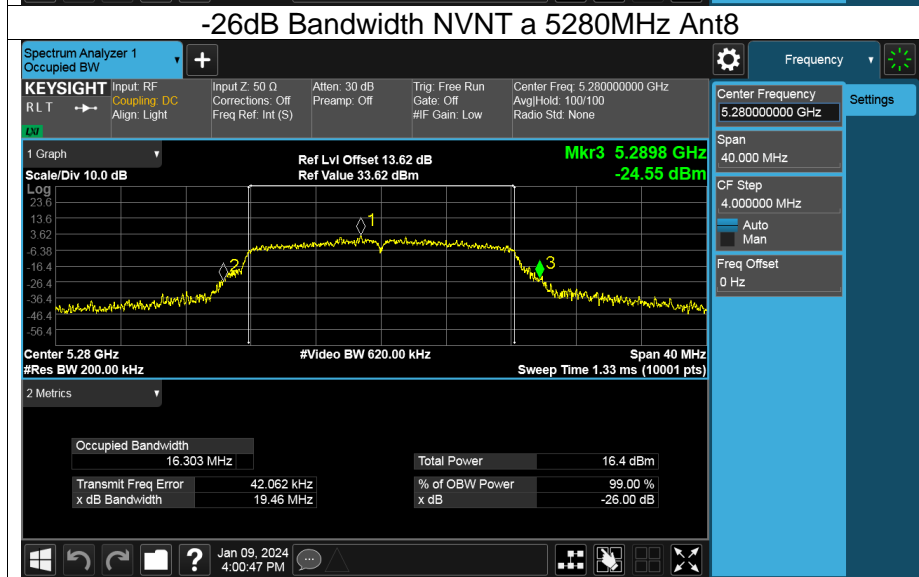 -26dB Bandwidth NVNT a 5280MHz Ant8
Spectrum Analyzer 1
Occupied BW
+
Frequency
KEYSIGHT
RLT
LXI
Input: RF
Coupling: DC
Align: Light
Input Z: 50 Ω
Corrections: Off
Freq Ref: Int (S)
Atten: 30 dB
Preamp: Off
Trig: Free Run
Gate: Off
#IF Gain: Low
Center Freq: 5.280000000 GHz
Avg|Hold: 100/100
Radio Std: None
Center Frequency
5.280000000 GHz
Settings
Span
40.000 MHz
CF Step
4.000000 MHz
Auto
Man
Freq Offset
0 Hz
1 Graph
Ref Lvl Offset 13.62 dB
Mkr3 5.2898 GHz
Scale/Div 10.0 dB
Ref Value 33.62 dBm
-24.55 dBm
Log
23.6
13.6
3.62
-6.38
-16.4
-26.4
-36.4
-46.4
-56.4
1
2
3
Center 5.28 GHz
#Video BW 620.00 kHz
Span 40 MHz
#Res BW 200.00 kHz
Sweep Time 1.33 ms (10001 pts)
2 Metrics
Occupied Bandwidth
16.303 MHz
Total Power
16.4 dBm
Transmit Freq Error
42.062 kHz
% of OBW Power
99.00 %
x dB Bandwidth
19.46 MHz
x dB
-26.00 dB
?
Jan 09, 2024
4:00:47 PM